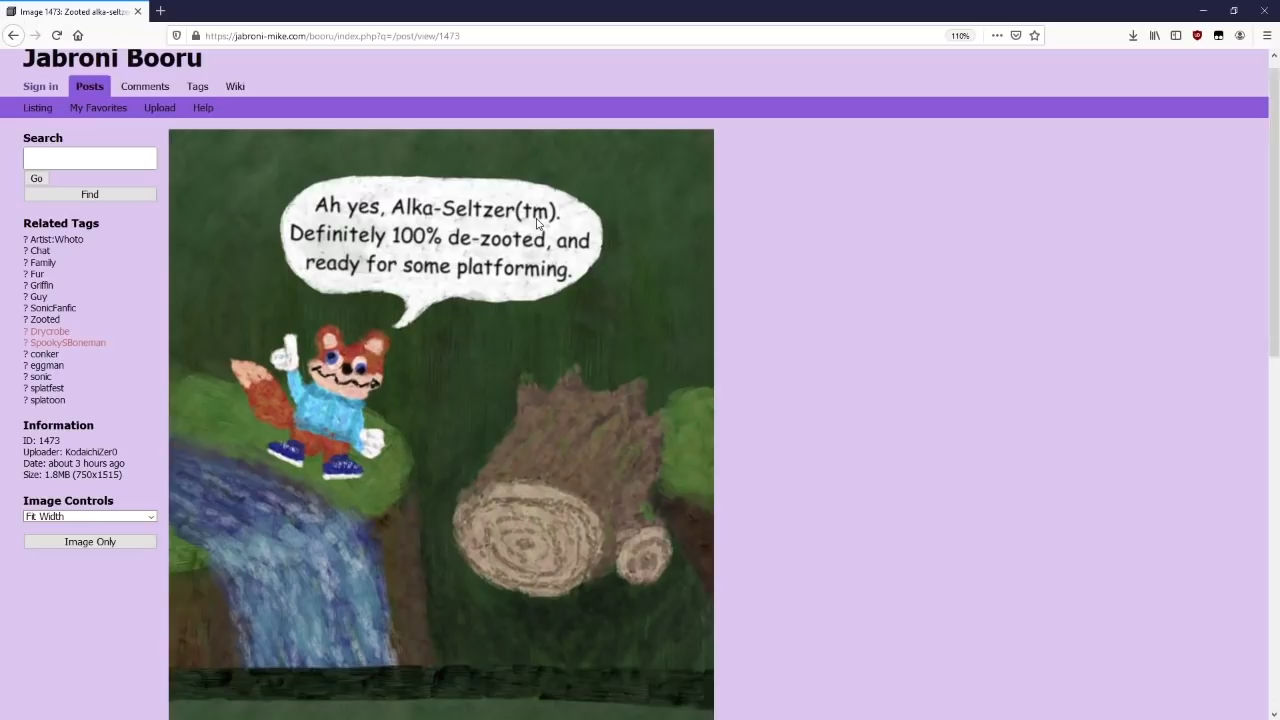 Image 1473: Zooted alka-seltze
https://jabroni-mike.com/booru/index.php?q=/post/view/1473
110%
Jabroni Booru
Sign in Posts Comments Tags Wiki
Listing My Favorites Upload Help
Search
Go
Find
Related Tags
? Artist:Whoto
? Chat
? Family
? Fur
? Griffin
? Guy
? SonicFanfic
? Zooted
? Drycrobe
? SpookySBoneman
? conker
? eggman
? sonic
? splatfest
? splatoon
Information
ID: 1473
Uploader: KodaichiZer0
Date: about 3 hours ago
Size: 1.8MB (750x1515)
Image Controls
Fit Width
Image Only
Ah yes, Alka-Seltzer(tm).
Definitely 100% de-zooted, and
ready for some platforming.